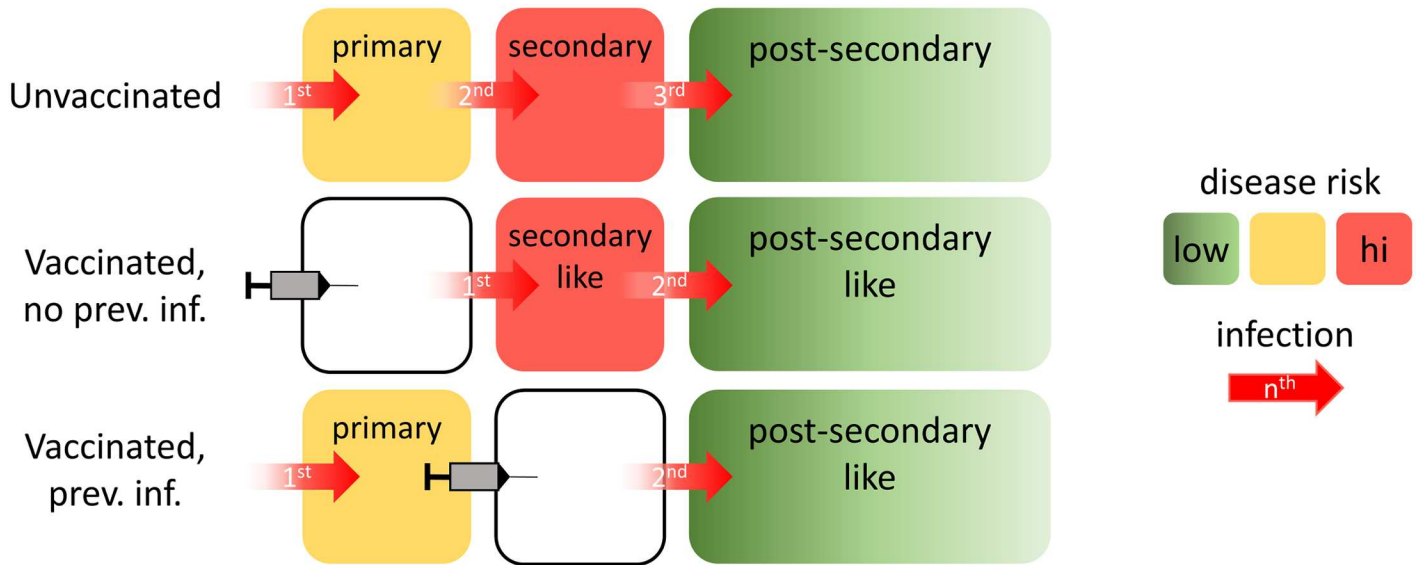 Unvaccinated
1st
primary
2nd
secondary
3rd
post-secondary
Vaccinated,
no prev. inf.
1st
secondary
like
2nd
post-secondary
like
Vaccinated,
prev. inf.
1st
primary
2nd
post-secondary
like
disease risk
low
hi
infection
nth